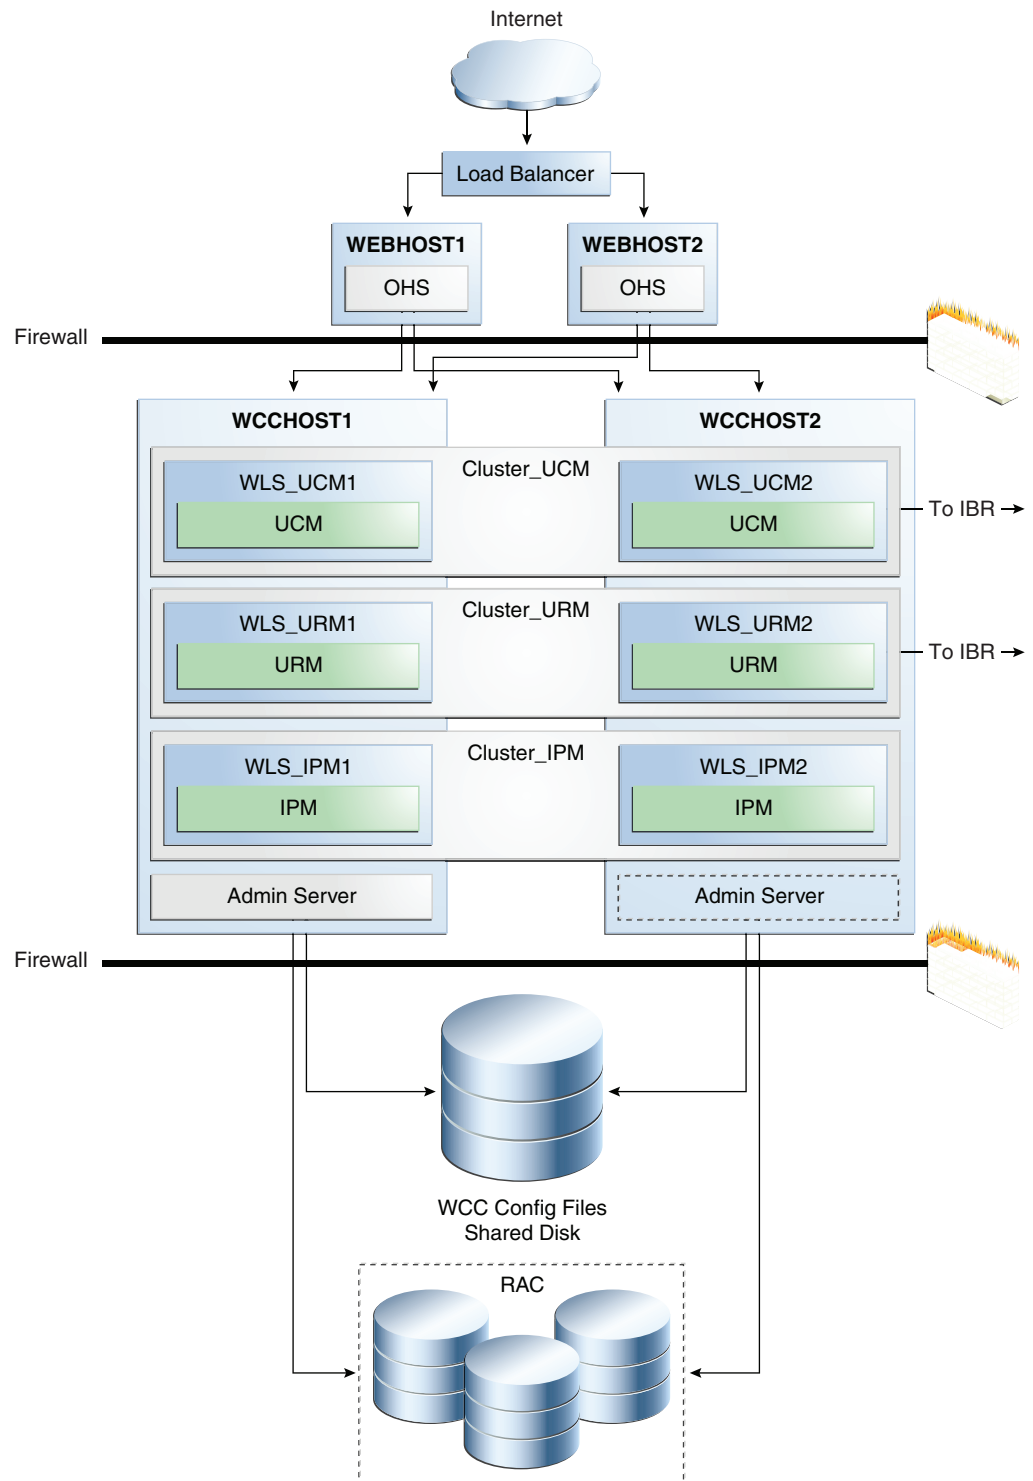 Internet
Load Balancer
WEBHOST1
WEBHOST2
OHS
OHS
Firewall
WCCHOST1
WCCHOST2
Cluster_UCM
WLS_UCM1
WLS_UCM2
UCM
UCM
To IBR
Cluster_URM
WLS_URM1
WLS_URM2
URM
URM
To IBR
Cluster_IPM
WLS_IPM1
WLS_IPM2
IPM
IPM
Admin Server
Admin Server
Firewall
WCC Config Files
Shared Disk
RAC